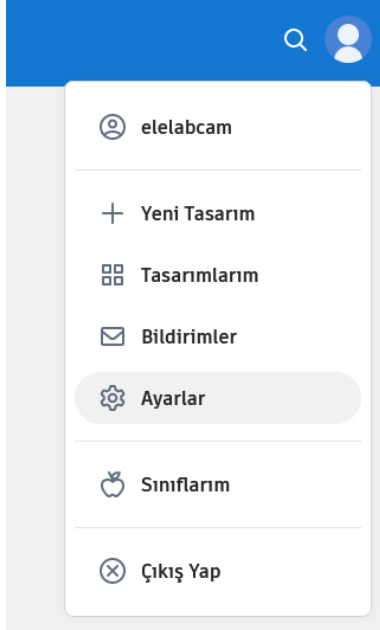 elelabcam
Yeni Tasarım
Tasarımlarım
Bildirimler
Ayarlar
Sınıflarım
Çıkış Yap